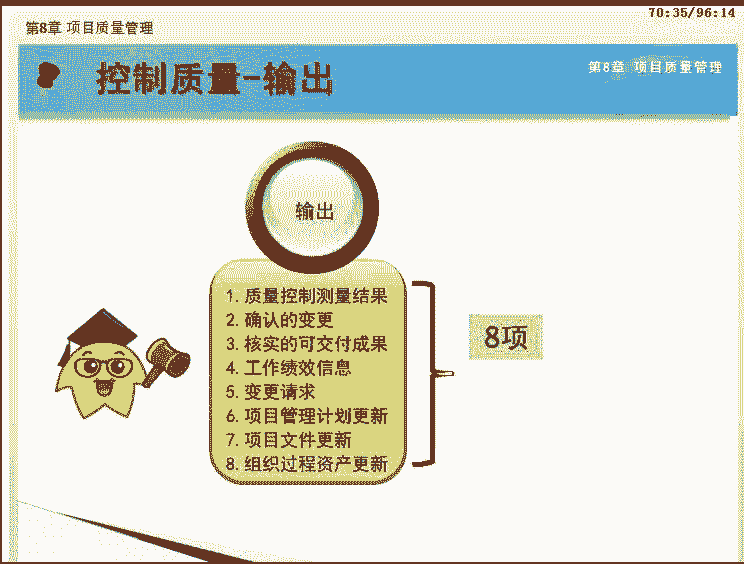 70:35/96:14
第8章 项目质量管理
控制质量-输出
第8章 项目质量管理
输出
1. 质量控制测量结果
2. 确认的变更
3. 核实的可交付成果
4. 工作绩效信息
5. 变更请求
6. 项目管理计划更新
7. 项目文件更新
8. 组织过程资产更新
8项